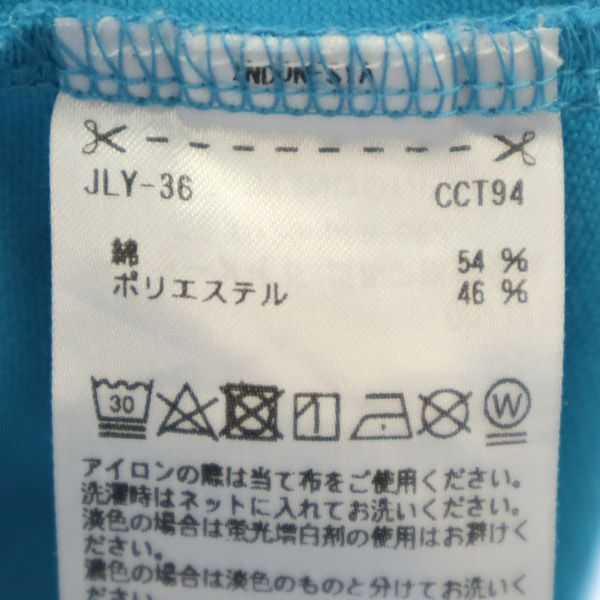 JLY-36 CCT94
綿 54 %
ポリエステル 46 %
30 W
アイロンの際は当て布をご使用ください。
洗濯時はネットに入れてお洗いください。
淡色の場合は蛍光増白剤の使用はお避けく
ださい。
濃色の場合は淡色のものと分けてお洗いく